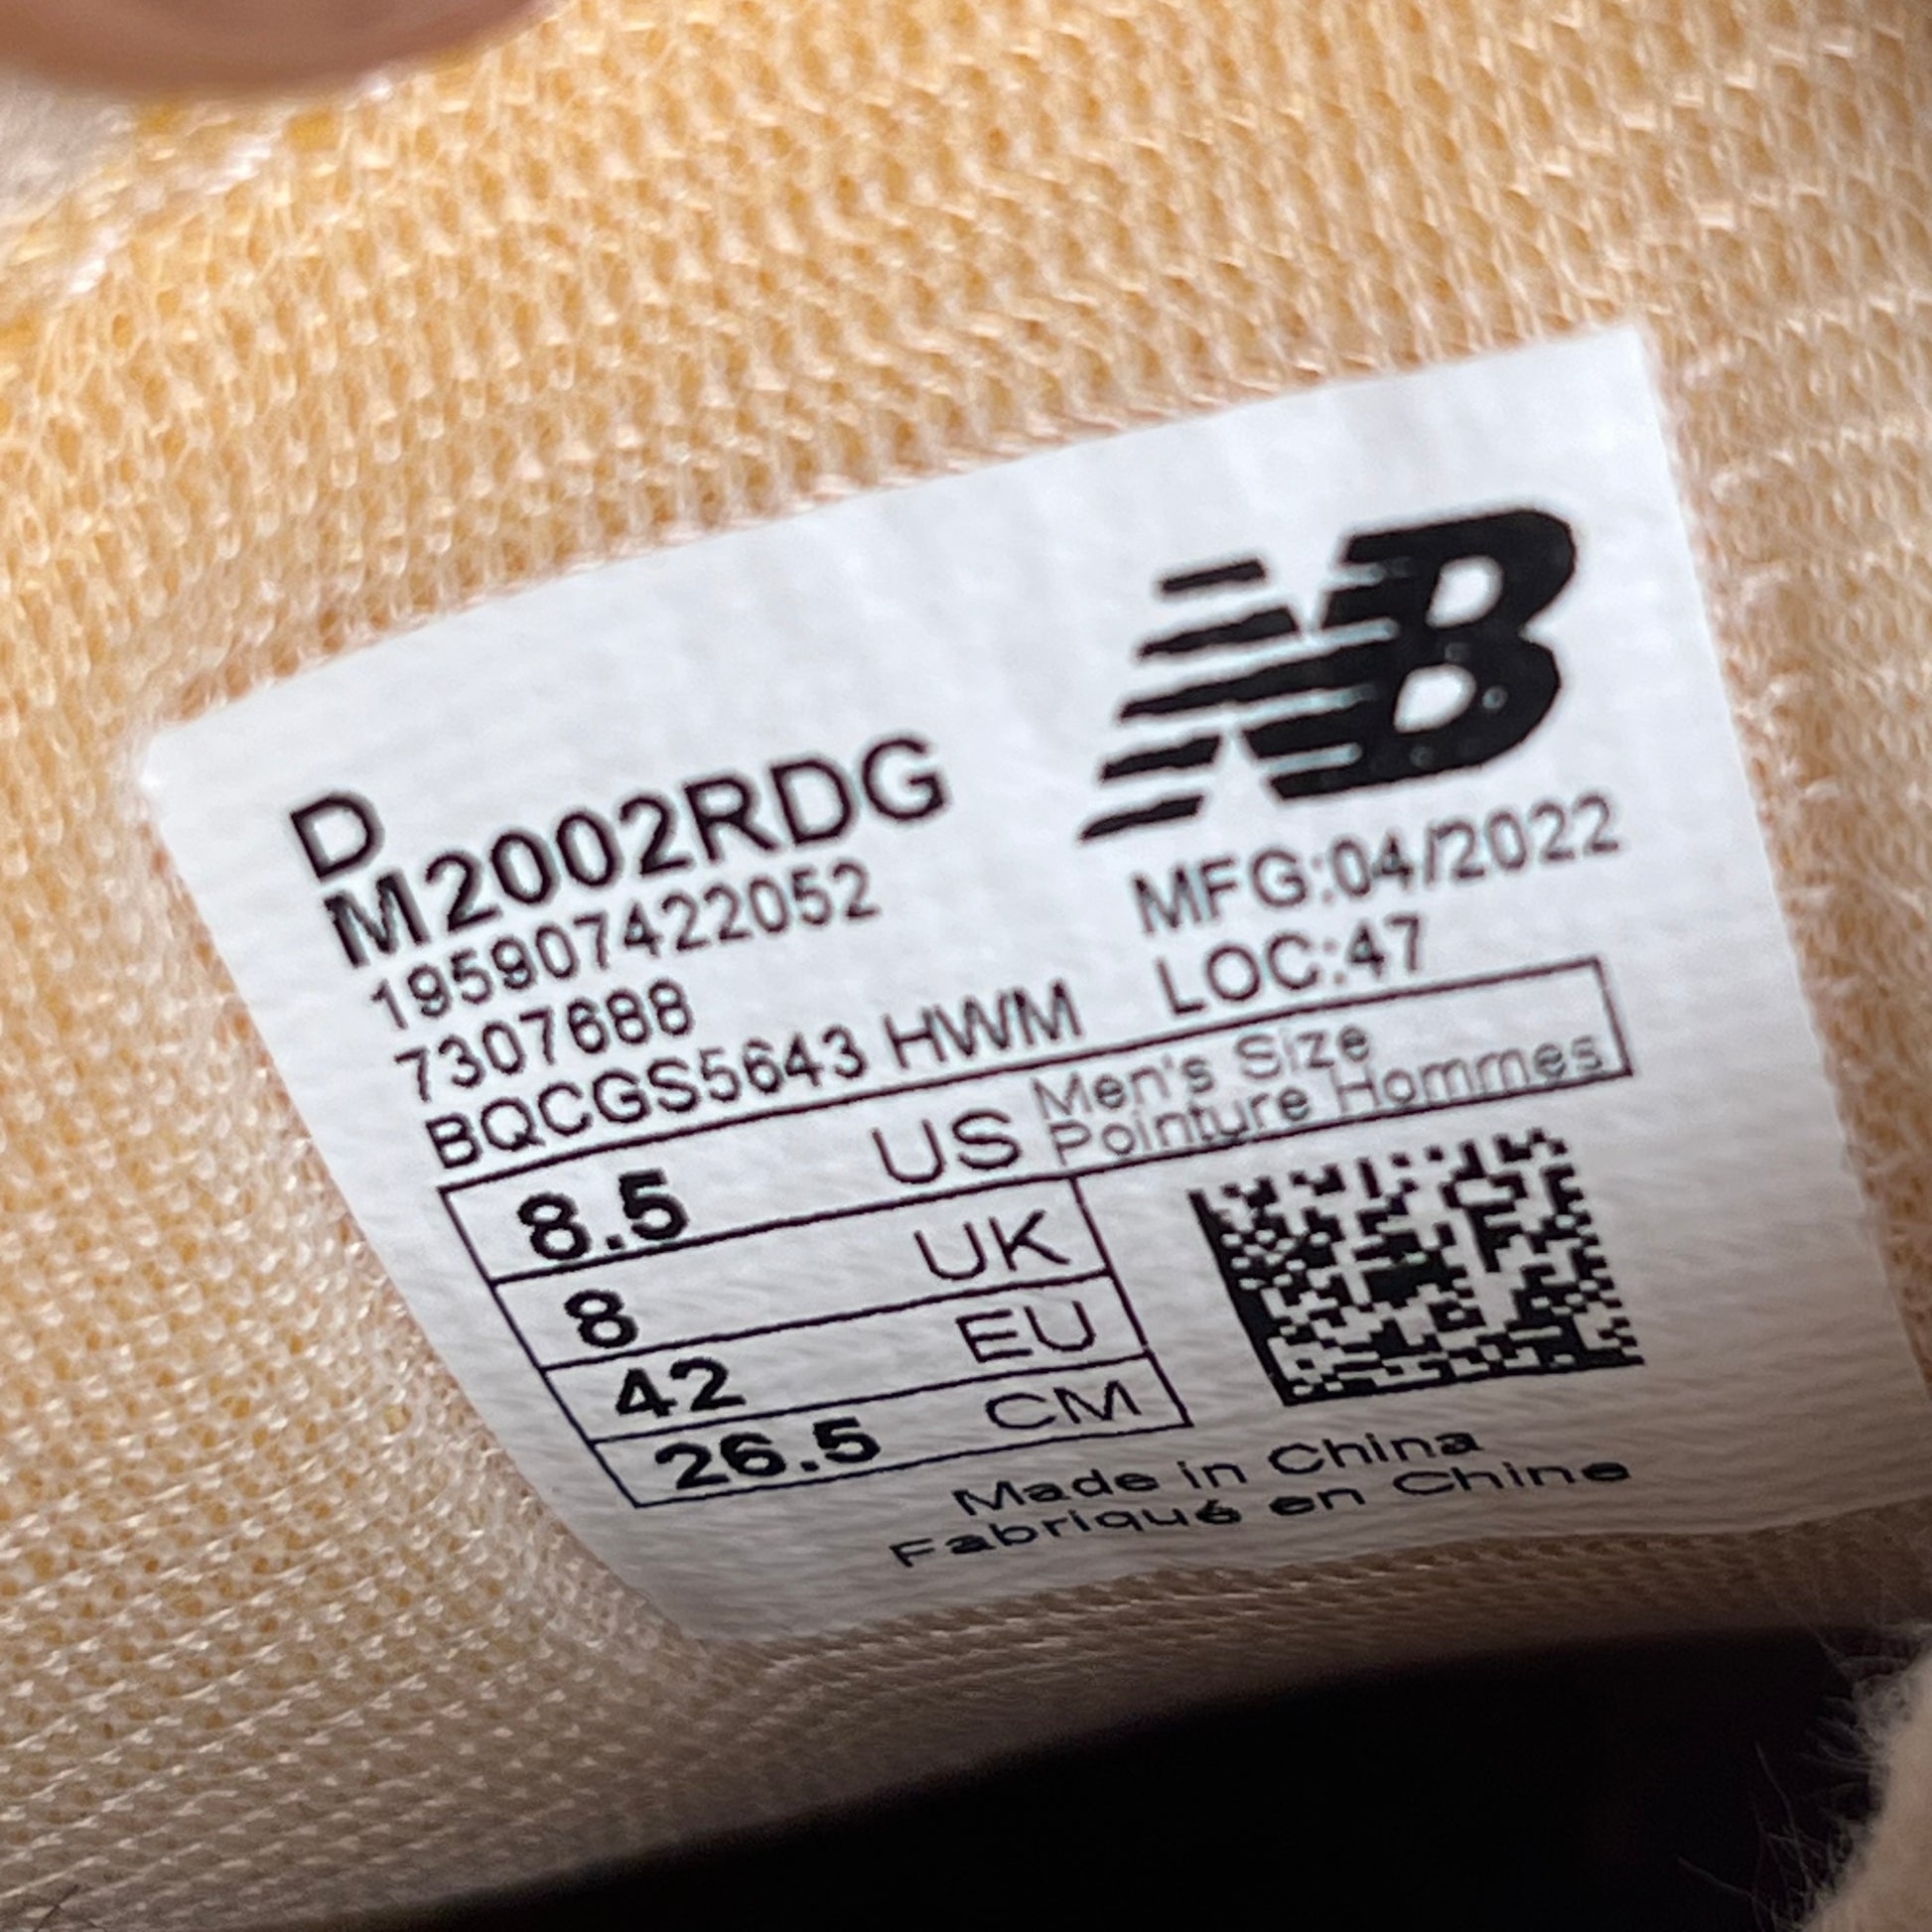 NB
D
M2002RDG
195907422052
7307688
BQCGS5643 HWM
MFG:04/2022
LOC:47
8.5 US Men's Size
Pointure Hommes
8 UK
42 EU
26.5 CM
Made in China
Fabriqué en Chine